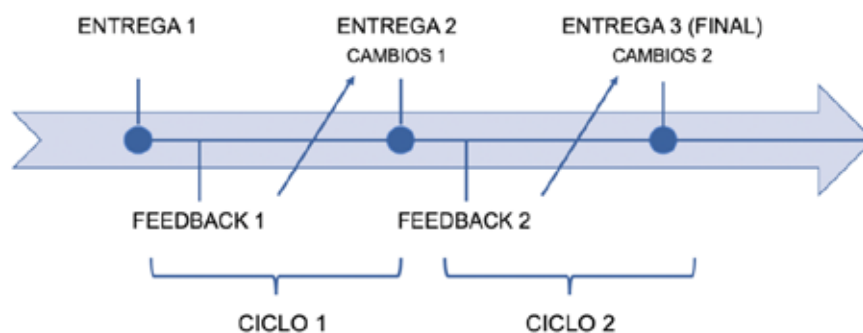 ENTREGA 1
ENTREGA 2
CAMBIOS 1
ENTREGA 3 (FINAL)
CAMBIOS 2
FEEDBACK 1
FEEDBACK 2
CICLO 1
CICLO 2